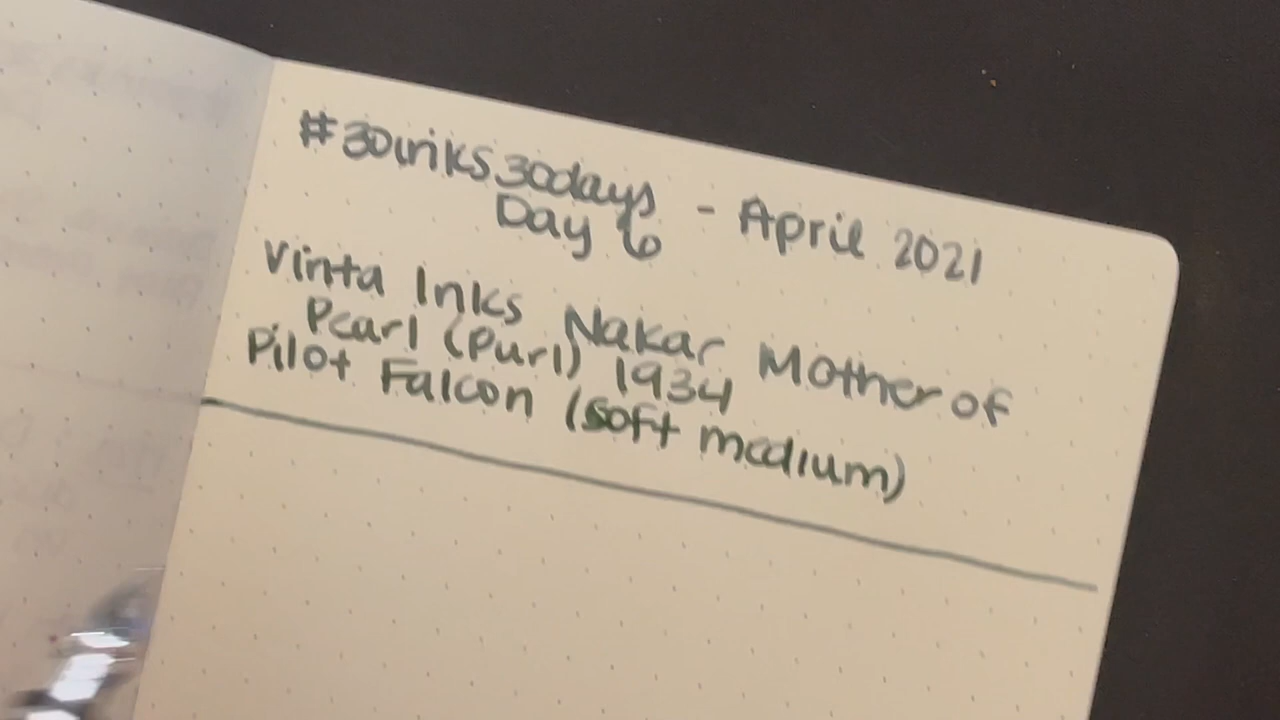 #30inks30days - April 2021
Day 6
Vinta Inks Nakar Mother of
Pearl (Purl) 1934
Pilot Falcon (soft medium)